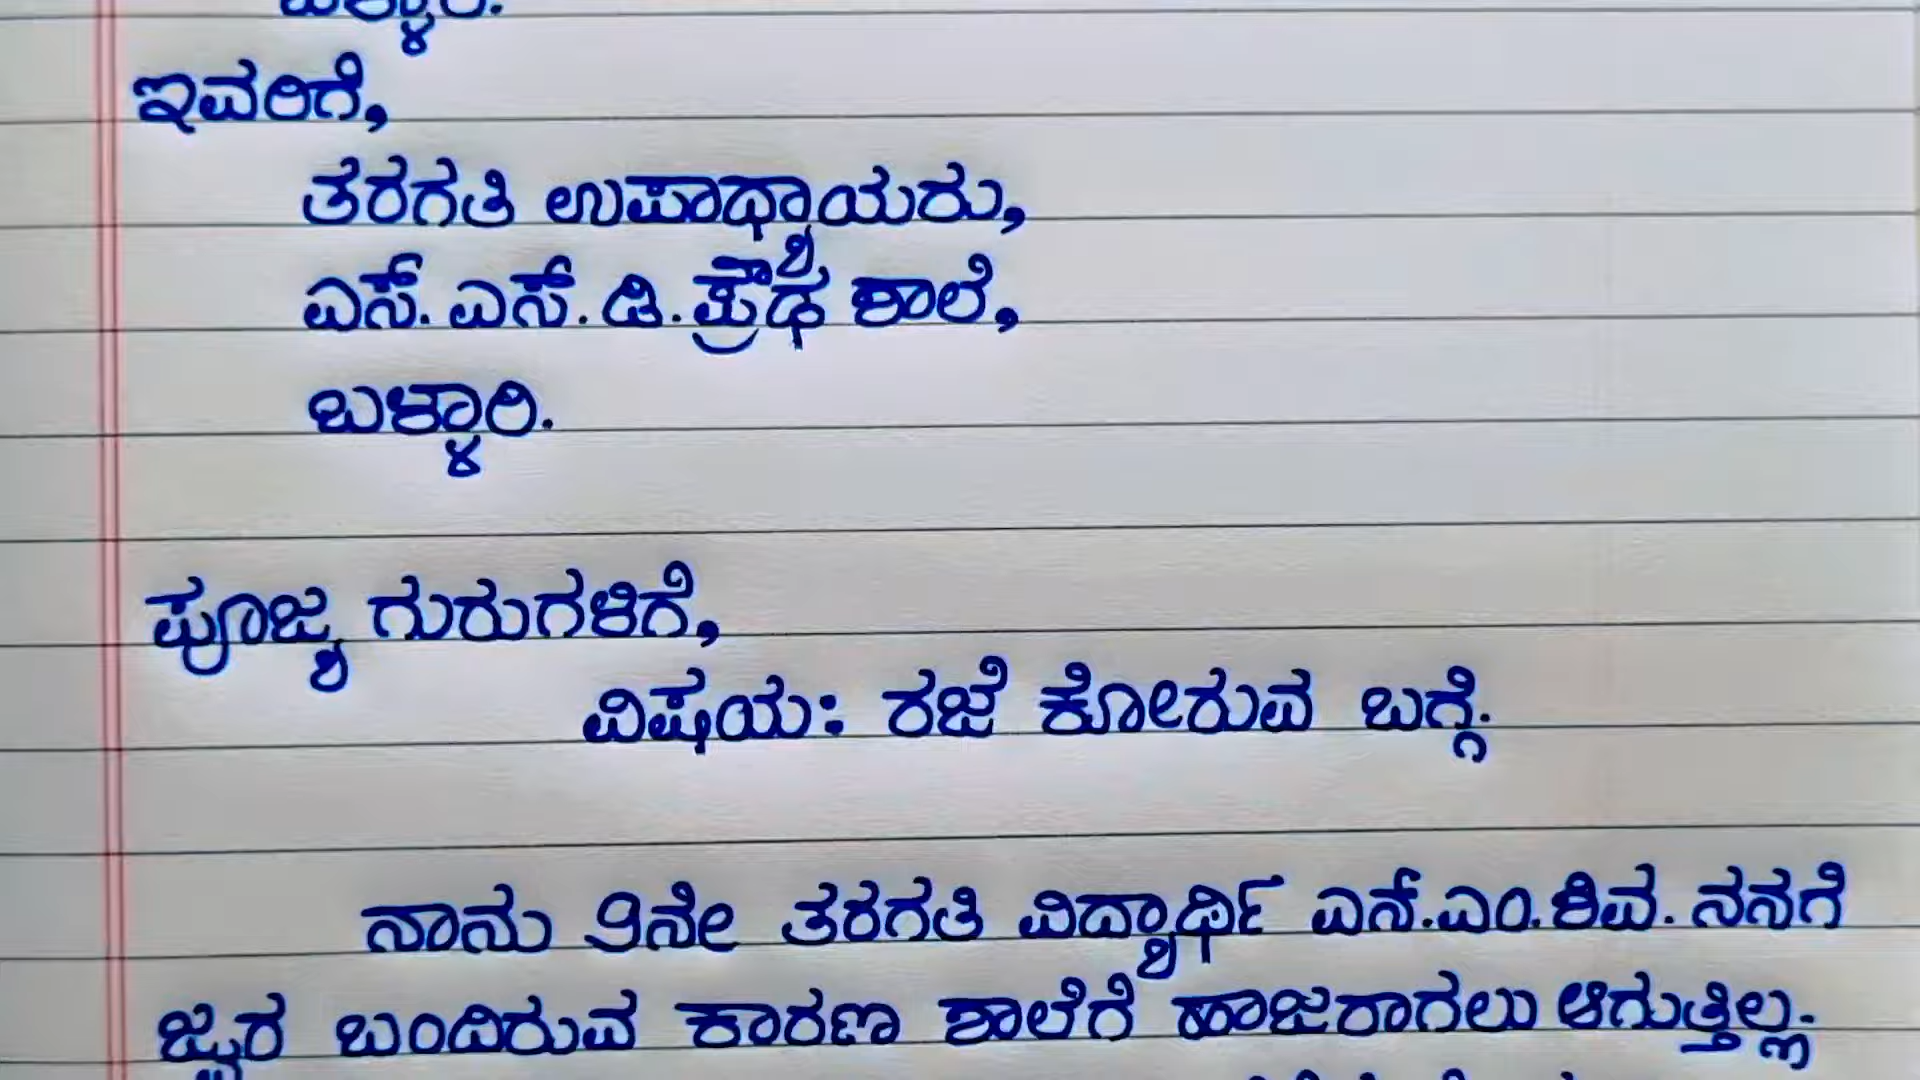 ಬಳ್ಳಾರಿ.
ಇವರಿಗೆ,
ತರಗತಿ ಉಪಾಧ್ಯಾಯರು,
ಎಸ್. ಎಸ್. ಡಿ. ಪ್ರೌಢ ಶಾಲೆ,
ಬಳ್ಳಾರಿ.
ಪೂಜ್ಯ ಗುರುಗಳಿಗೆ,
ವಿಷಯ: ರಜೆ ಕೋರುವ ಬಗ್ಗೆ.
ನಾನು 9ನೇ ತರಗತಿ ವಿದ್ಯಾರ್ಥಿ ಎನ್.ಎಂ.ಶಿವ. ನನಗೆ
ಜ್ವರ ಬಂದಿರುವ ಕಾರಣ ಶಾಲೆಗೆ ಹಾಜರಾಗಲು ಆಗುತ್ತಿಲ್ಲ.